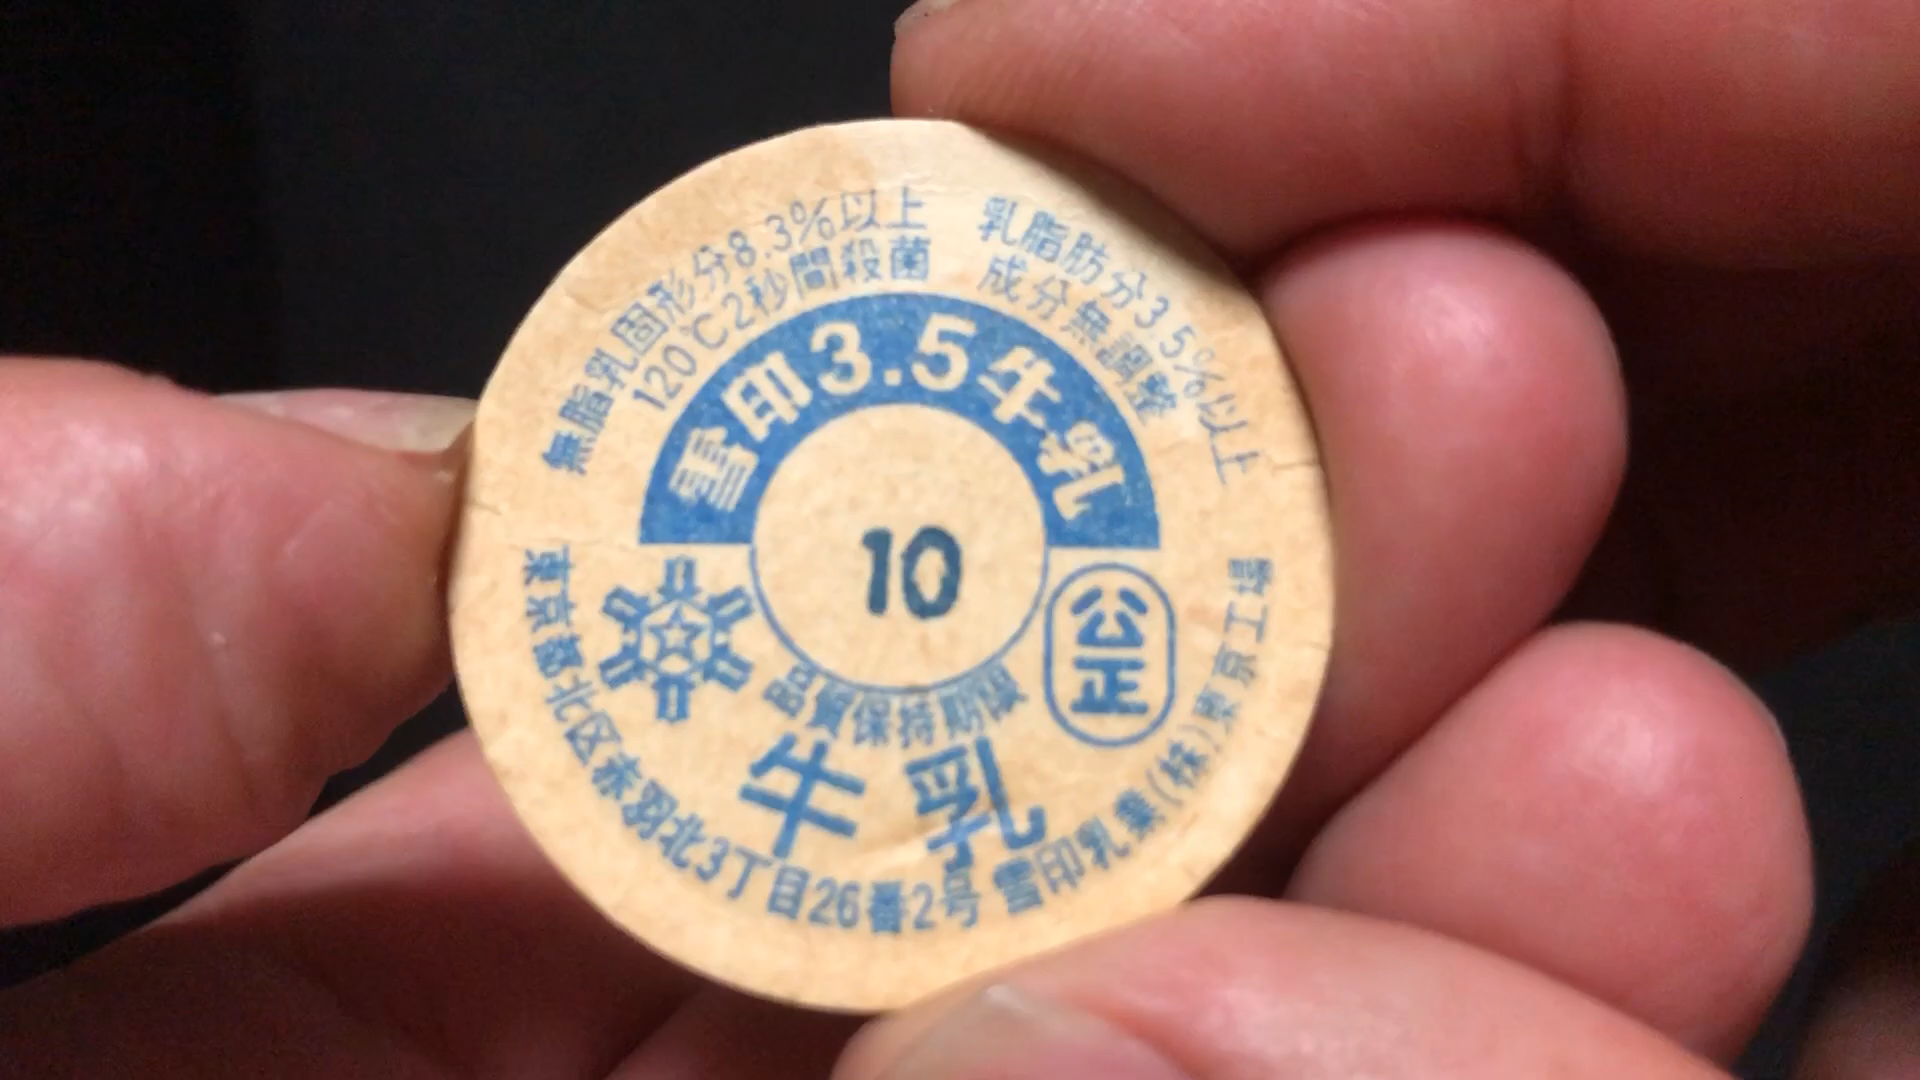 無脂乳固形分8.3%以上 乳脂肪分3.5%以上
120℃2秒間殺菌 成分無調整
雪印3.5牛乳
10
公正
品質保持期限
牛乳
東京都北区赤羽北3丁目26番2号 雪印乳業(株)東京工場